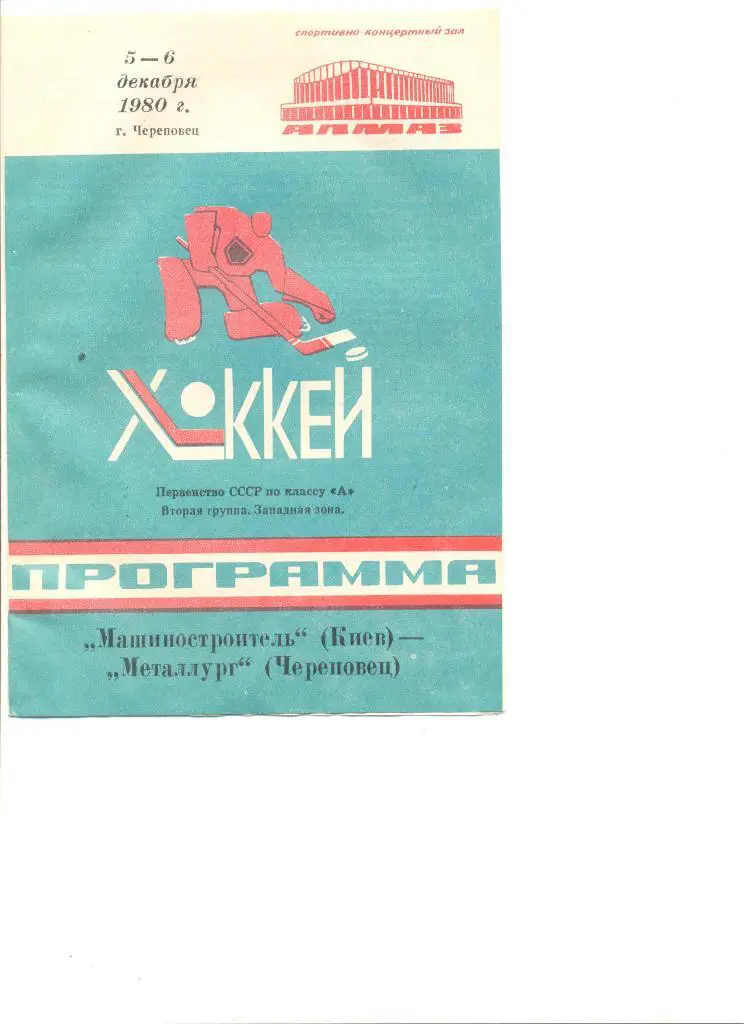 5—6
декабря
1980 г.
г. Череповец
спортивно-концертный зал
АЛМАЗ
ХОККЕЙ
Первенство СССР по классу «А»
Вторая группа. Западная зона.
ПРОГРАММА
„Машиностроитель“ (Киев)—
„Металлург“ (Череповец)